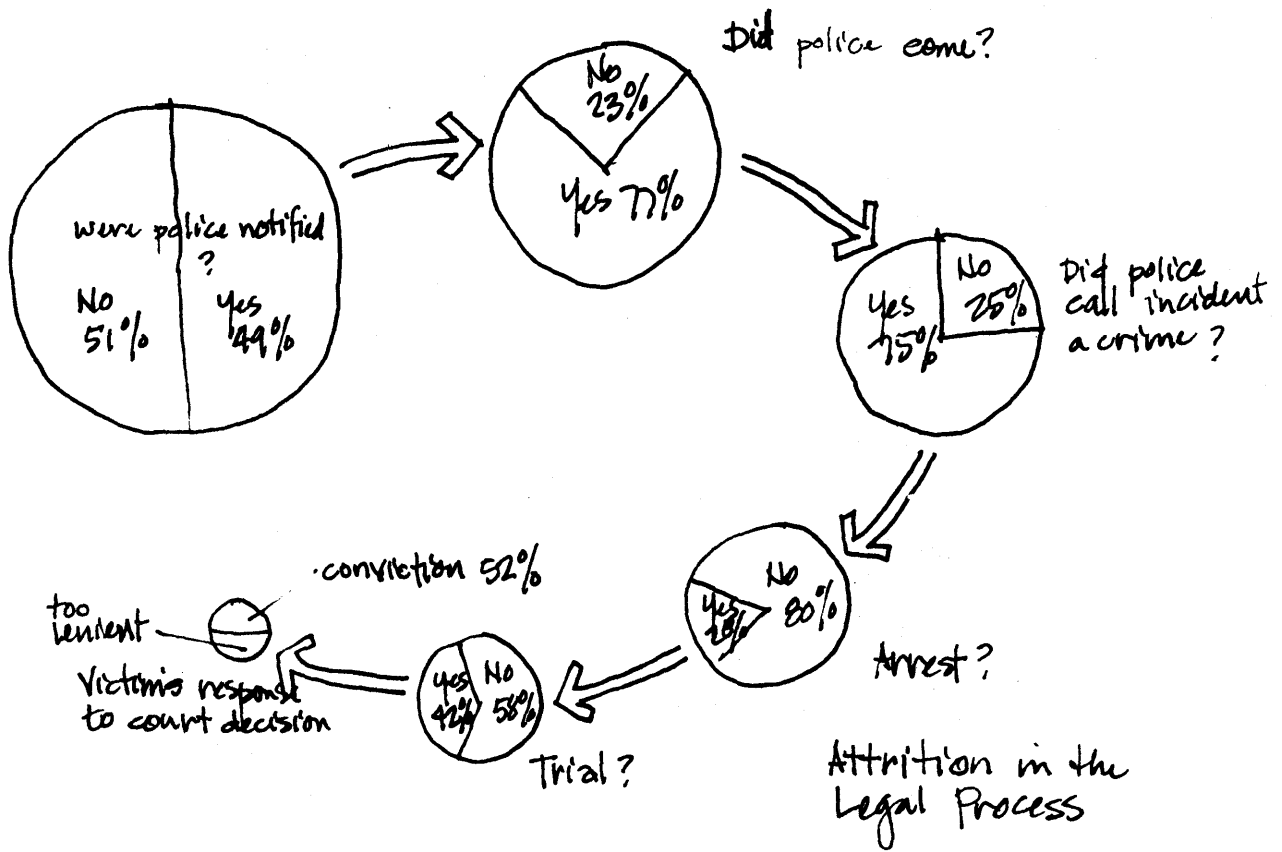 Did police come?
No
23%
Yes 77%
were police notified
?
No
51%
Yes
49%
Yes
75%
No
25%
Did police
call incident
a crime?
No
80%
Yes
Arrest?
Yes
42%
No
58%
Trial?
conviction 52%
too
lenient
Victim's response
to court decision
Attrition in the
Legal Process